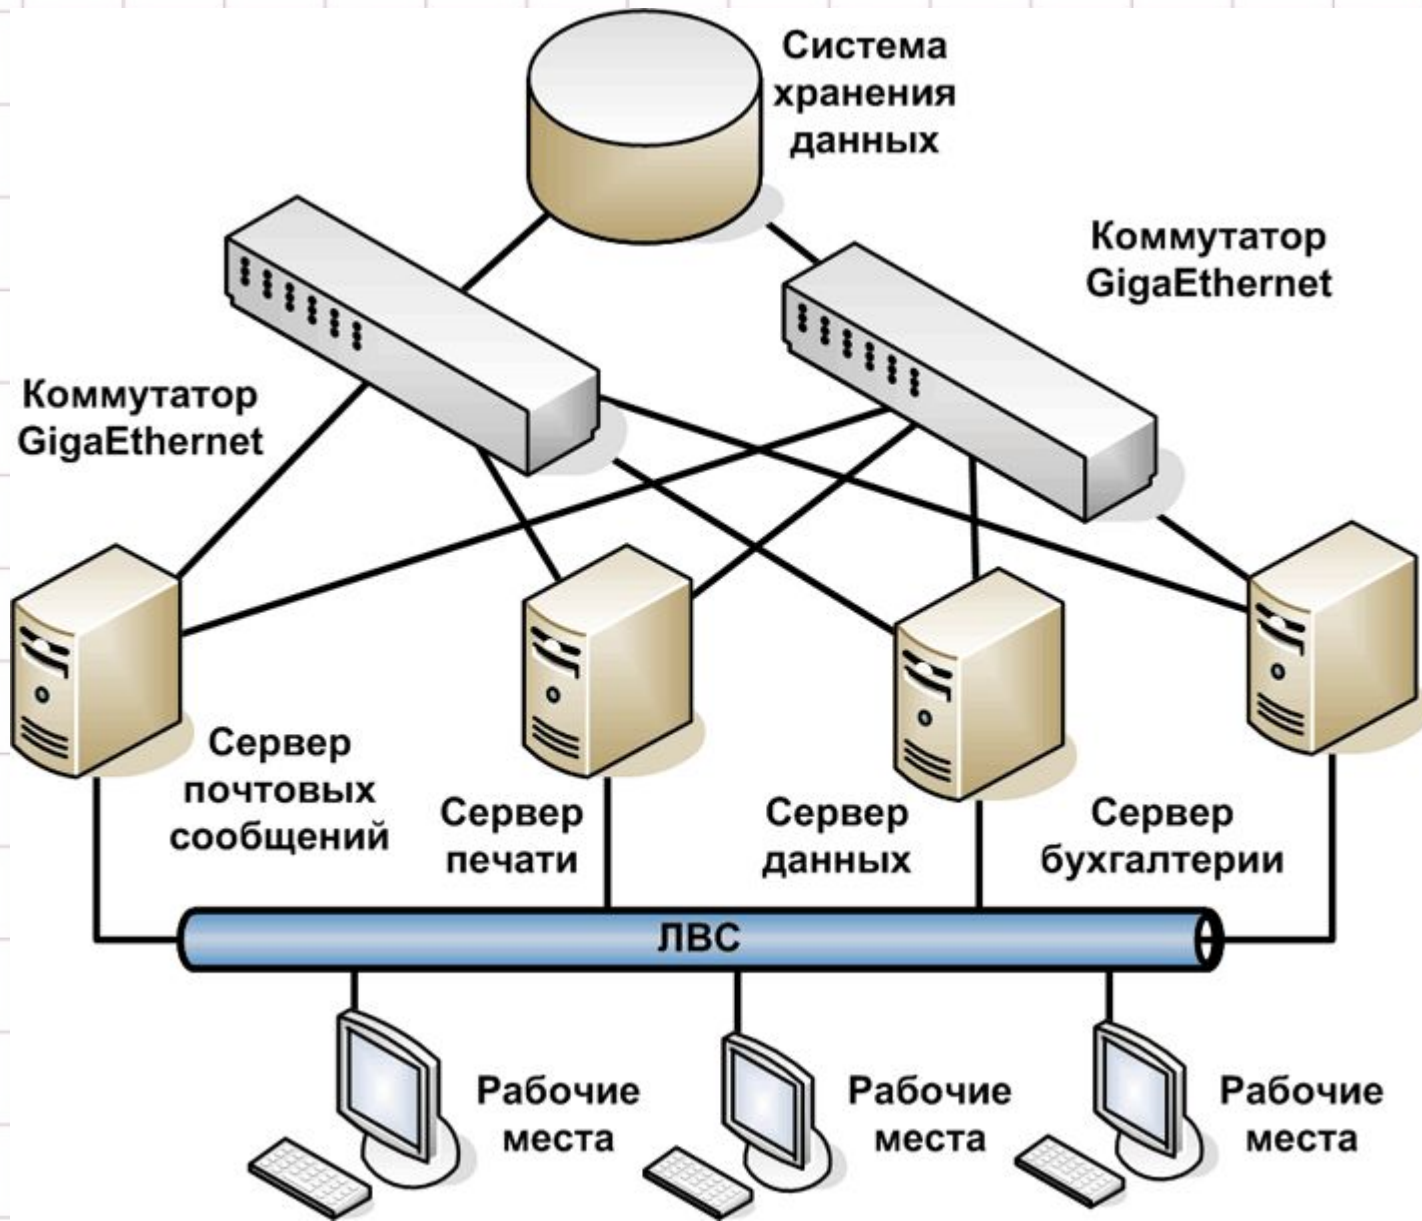 Система
хранения
данных
Коммутатор
GigaEthernet
Коммутатор
GigaEthernet
Сервер
почтовых
сообщений
Сервер
печати
Сервер
данных
Сервер
бухгалтерии
ЛВС
Рабочие
места
Рабочие
места
Рабочие
места